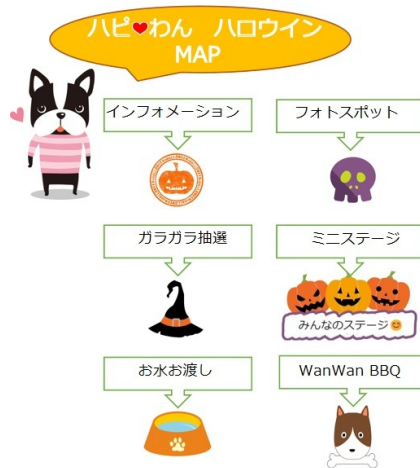 ハピ❤わん ハロウイン
MAP
インフォメーション
フォトスポット
ガラガラ抽選
ミニステージ
みんなのステージ😊
お水お渡し
WanWan BBQ